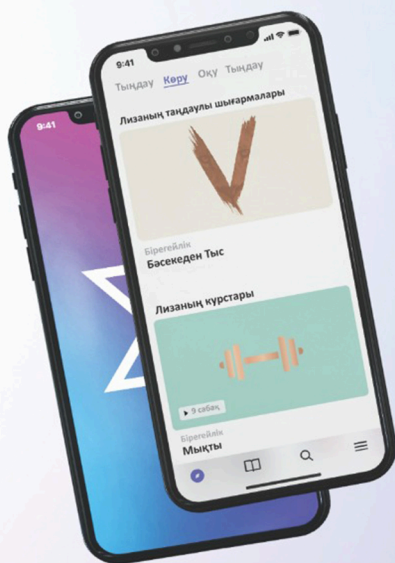 9:41
9:41
Тыңдау Көру Оқу Тыңдау
Лизаның таңдаулы шығармалары
Бірегейлік
Бәсекеден Тыс
Лизаның курстары
9 сабақ
Бірегейлік
Мықты